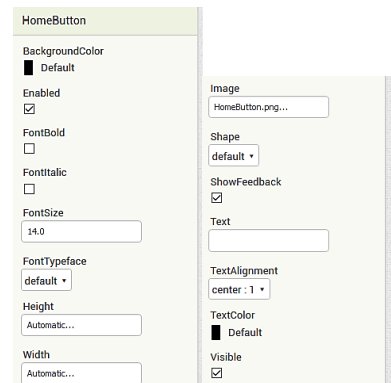 HomeButton
BackgroundColor
Default
Enabled
FontBold
FontItalic
FontSize
14.0
FontTypeface
default
Height
Automatic...
Width
Automatic...
Image
HomeButton.png...
Shape
default
ShowFeedback
Text
TextAlignment
center : 1
TextColor
Default
Visible